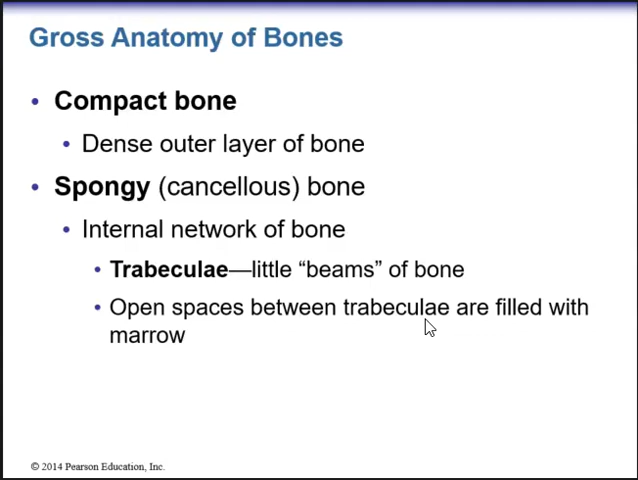 Gross Anatomy of Bones
• Compact bone
• Dense outer layer of bone
• Spongy (cancellous) bone
• Internal network of bone
• Trabeculae—little “beams” of bone
• Open spaces between trabeculae are filled with
marrow
© 2014 Pearson Education, Inc.